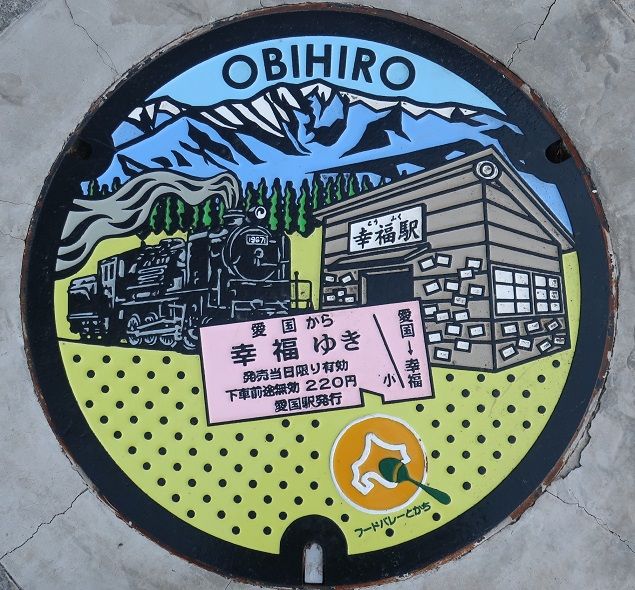 OBIHIRO
こうふく
幸福駅
19671
愛国から
幸福ゆき
発売当日限り有効
下車前途無効 220円
愛国駅発行
愛国→幸福
小
フードバレーとかち